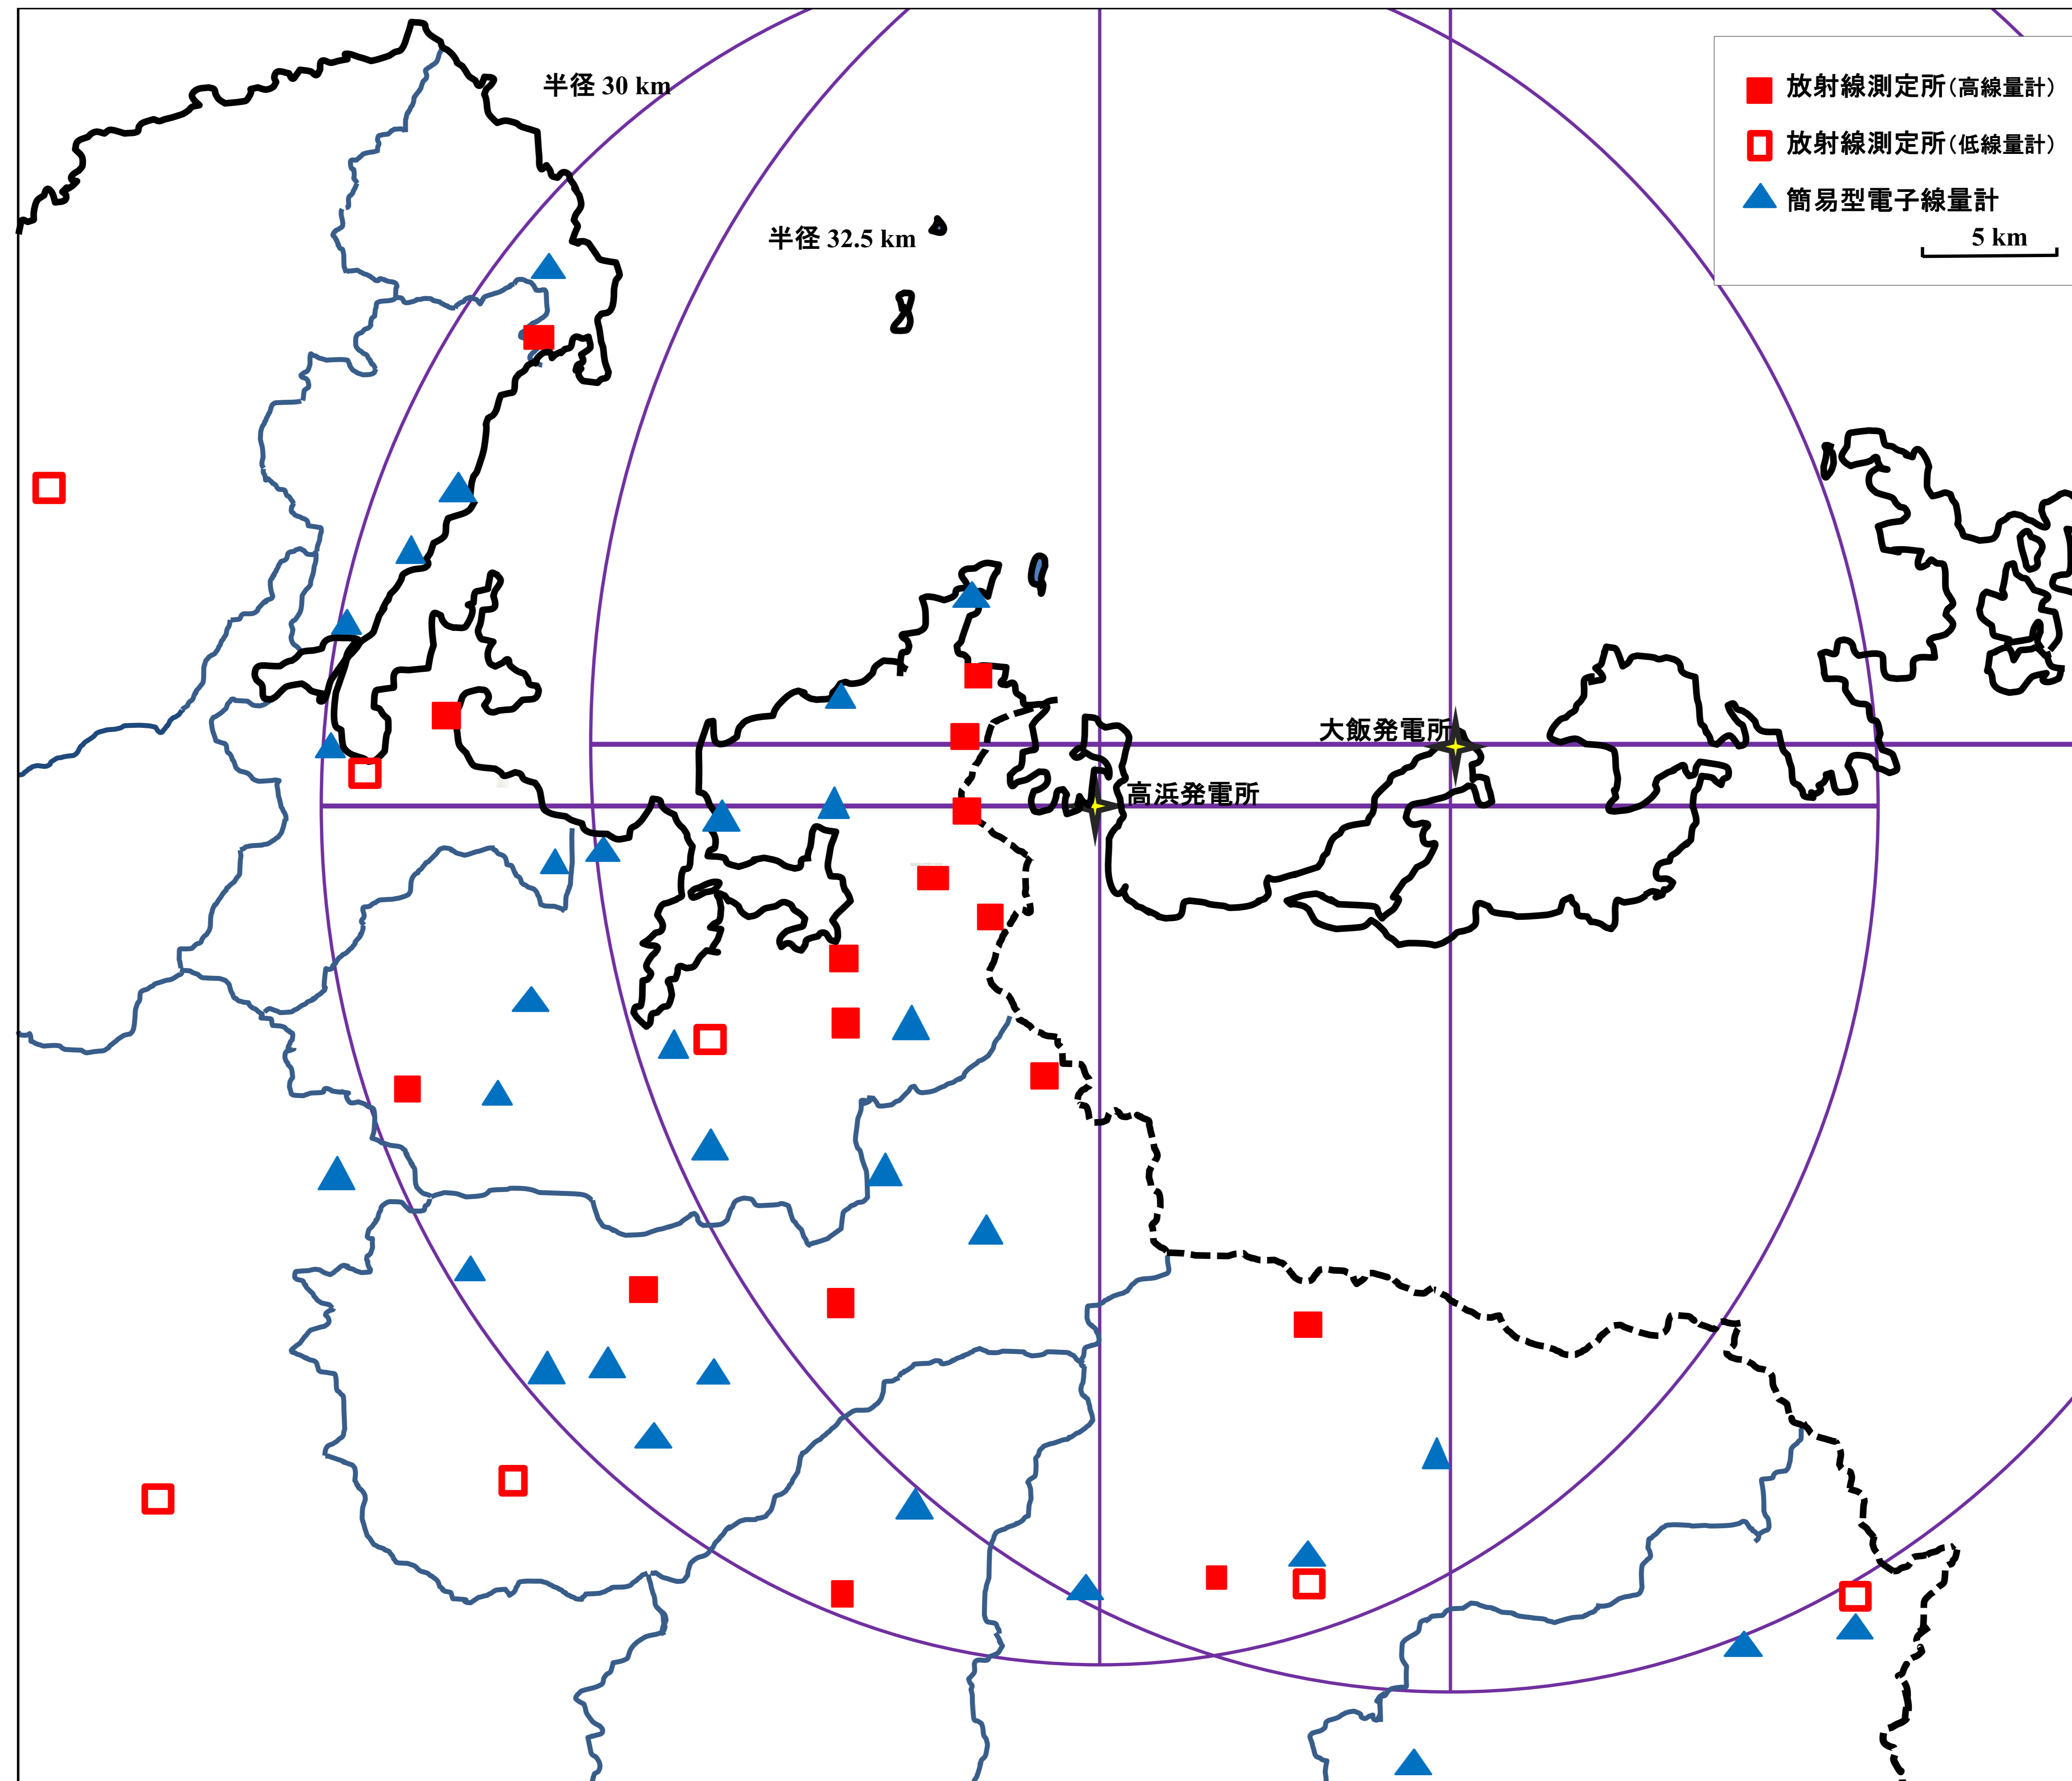 半径 30 km
放射線測定所(高線量計)
放射線測定所(低線量計)
簡易型電子線量計
5 km
半径 32.5 km
大飯発電所
高浜発電所